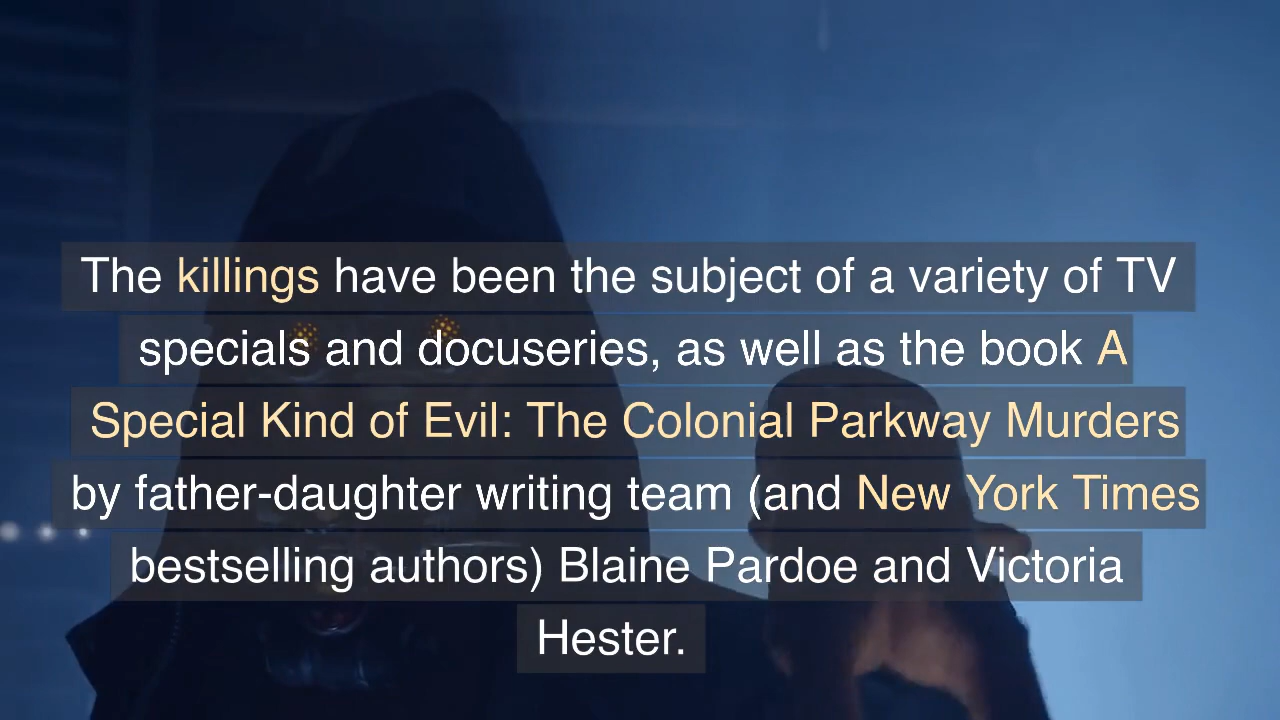 The killings have been the subject of a variety of TV
specials and docuseries, as well as the book A
Special Kind of Evil: The Colonial Parkway Murders
by father-daughter writing team (and New York Times
bestselling authors) Blaine Pardoe and Victoria
Hester.